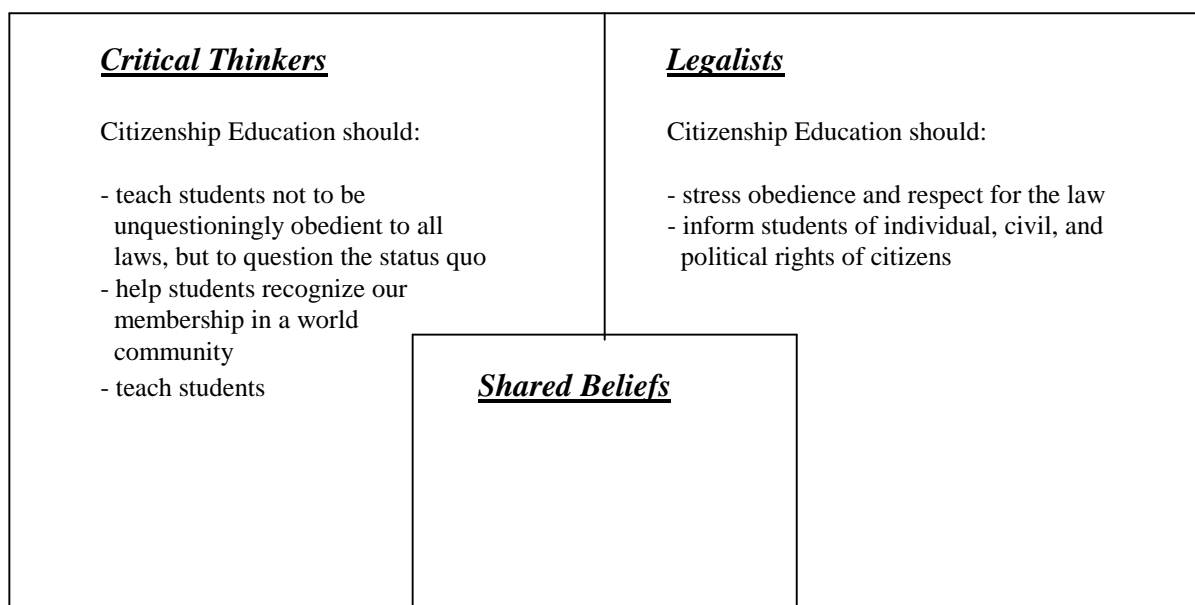 Critical Thinkers
Citizenship Education should:
- teach students not to be
unquestioningly obedient to all
laws, but to question the status quo
- help students recognize our
membership in a world
community
- teach students
Legalists
Citizenship Education should:
- stress obedience and respect for the law
- inform students of individual, civil, and
political rights of citizens
Shared Beliefs